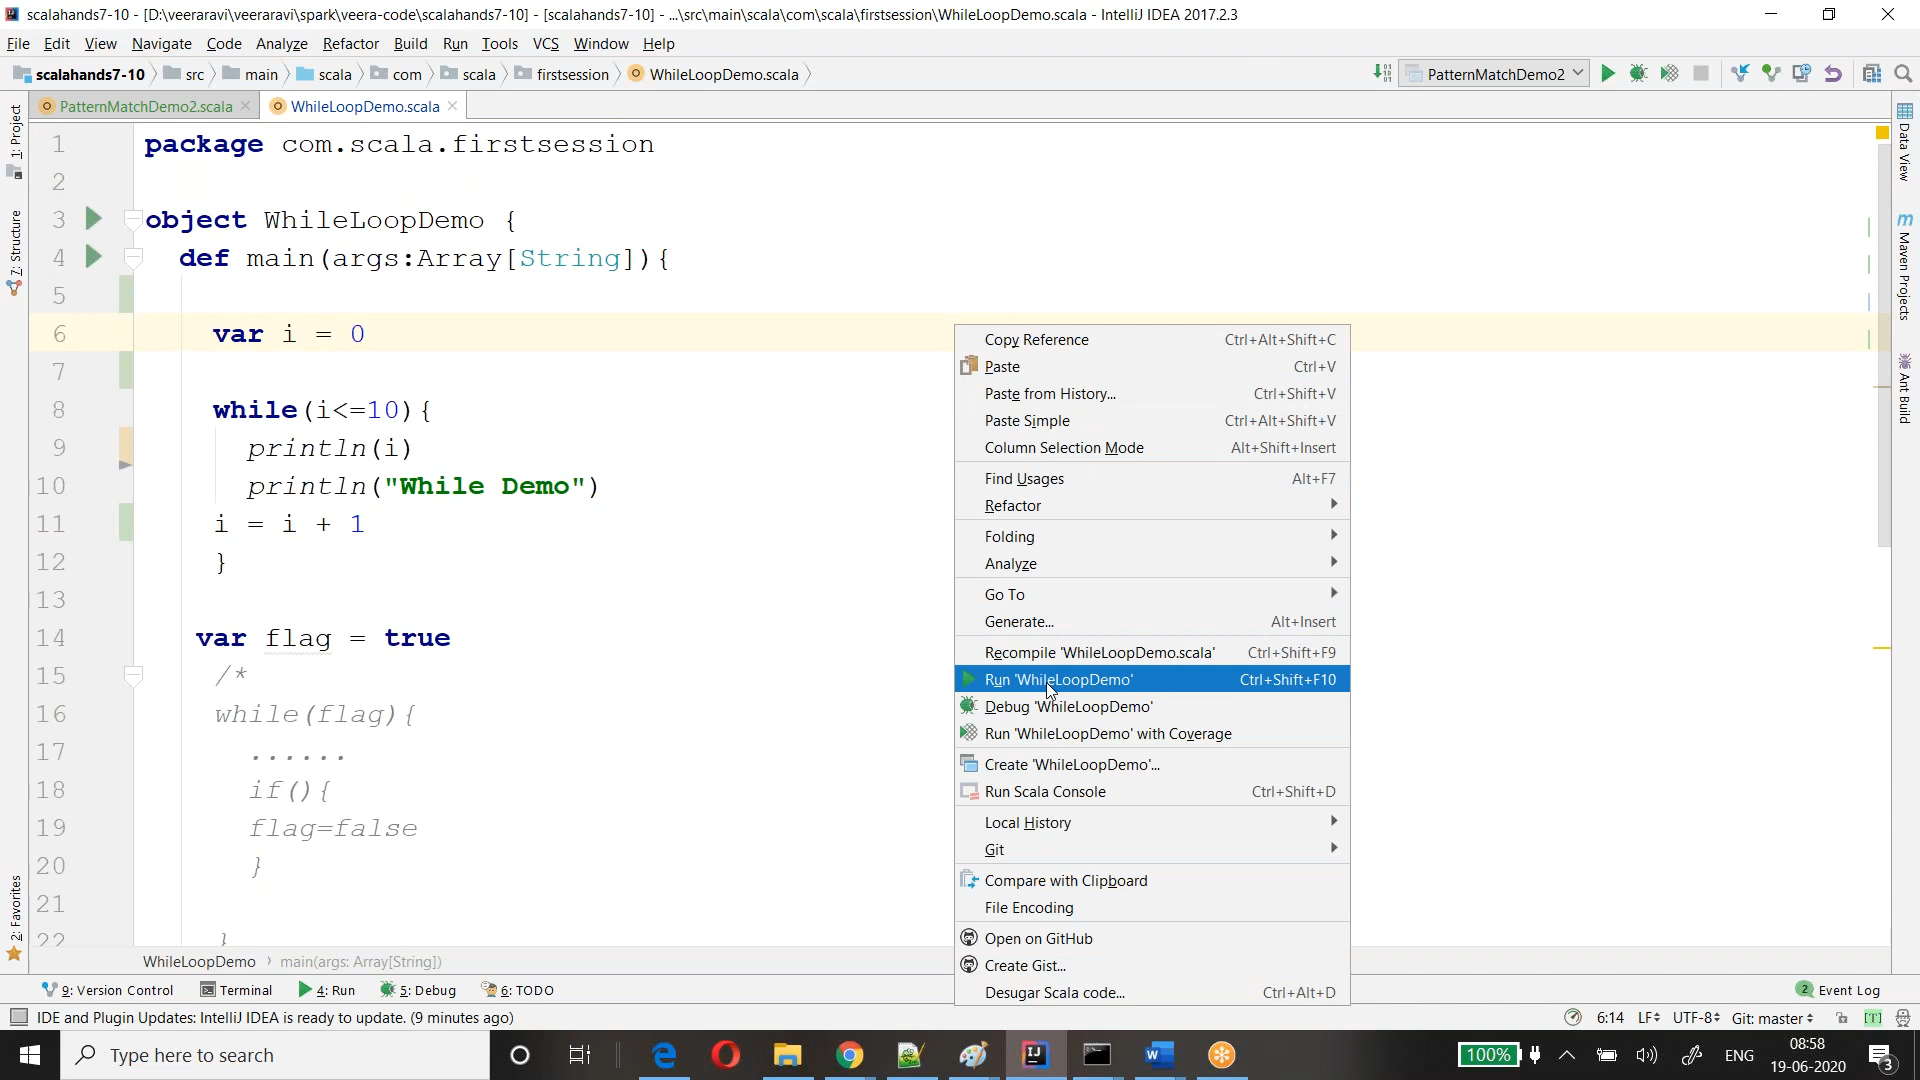 scalahands7-10 - [D:\veeraravi\veeraravi\spark\veera-code\scalahands7-10] - [scalahands7-10] - ...\src\main\scala\com\scala\firstsession\WhileLoopDemo.scala - IntelliJ IDEA 2017.2.3
File Edit View Navigate Code Analyze Refactor Build Run Tools VCS Window Help
scalahands7-10 src main scala com scala firstsession WhileLoopDemo.scala PatternMatchDemo2
PatternMatchDemo2.scala WhileLoopDemo.scala
1: Project
7: Structure
2: Favorites
Data View
Maven Projects
Ant Build
1 package com.scala.firstsession
2
3 object WhileLoopDemo {
4 def main(args:Array[String]){
5
6 var i = 0
7
8 while(i<=10){
9 println(i)
10 println("While Demo")
11 i = i + 1
12 }
13
14 var flag = true
15 /*
16 while(flag){
17 ......
18 if(){
19 flag=false
20 }
21
22 }
Copy Reference Ctrl+Alt+Shift+C
Paste Ctrl+V
Paste from History... Ctrl+Shift+V
Paste Simple Ctrl+Alt+Shift+V
Column Selection Mode Alt+Shift+Insert
Find Usages Alt+F7
Refactor
Folding
Analyze
Go To
Generate... Alt+Insert
Recompile 'WhileLoopDemo.scala' Ctrl+Shift+F9
Run 'WhileLoopDemo' Ctrl+Shift+F10
Debug 'WhileLoopDemo'
Run 'WhileLoopDemo' with Coverage
Create 'WhileLoopDemo'...
Run Scala Console Ctrl+Shift+D
Local History
Git
Compare with Clipboard
File Encoding
Open on GitHub
Create Gist...
Desugar Scala code... Ctrl+Alt+D
WhileLoopDemo main(args: Array[String])
9: Version Control Terminal 4: Run 5: Debug 6: TODO 2 Event Log
IDE and Plugin Updates: IntelliJ IDEA is ready to update. (9 minutes ago) 6:14 LF UTF-8 Git: master [T]
Type here to search 100% ENG 08:58
19-06-2020 3